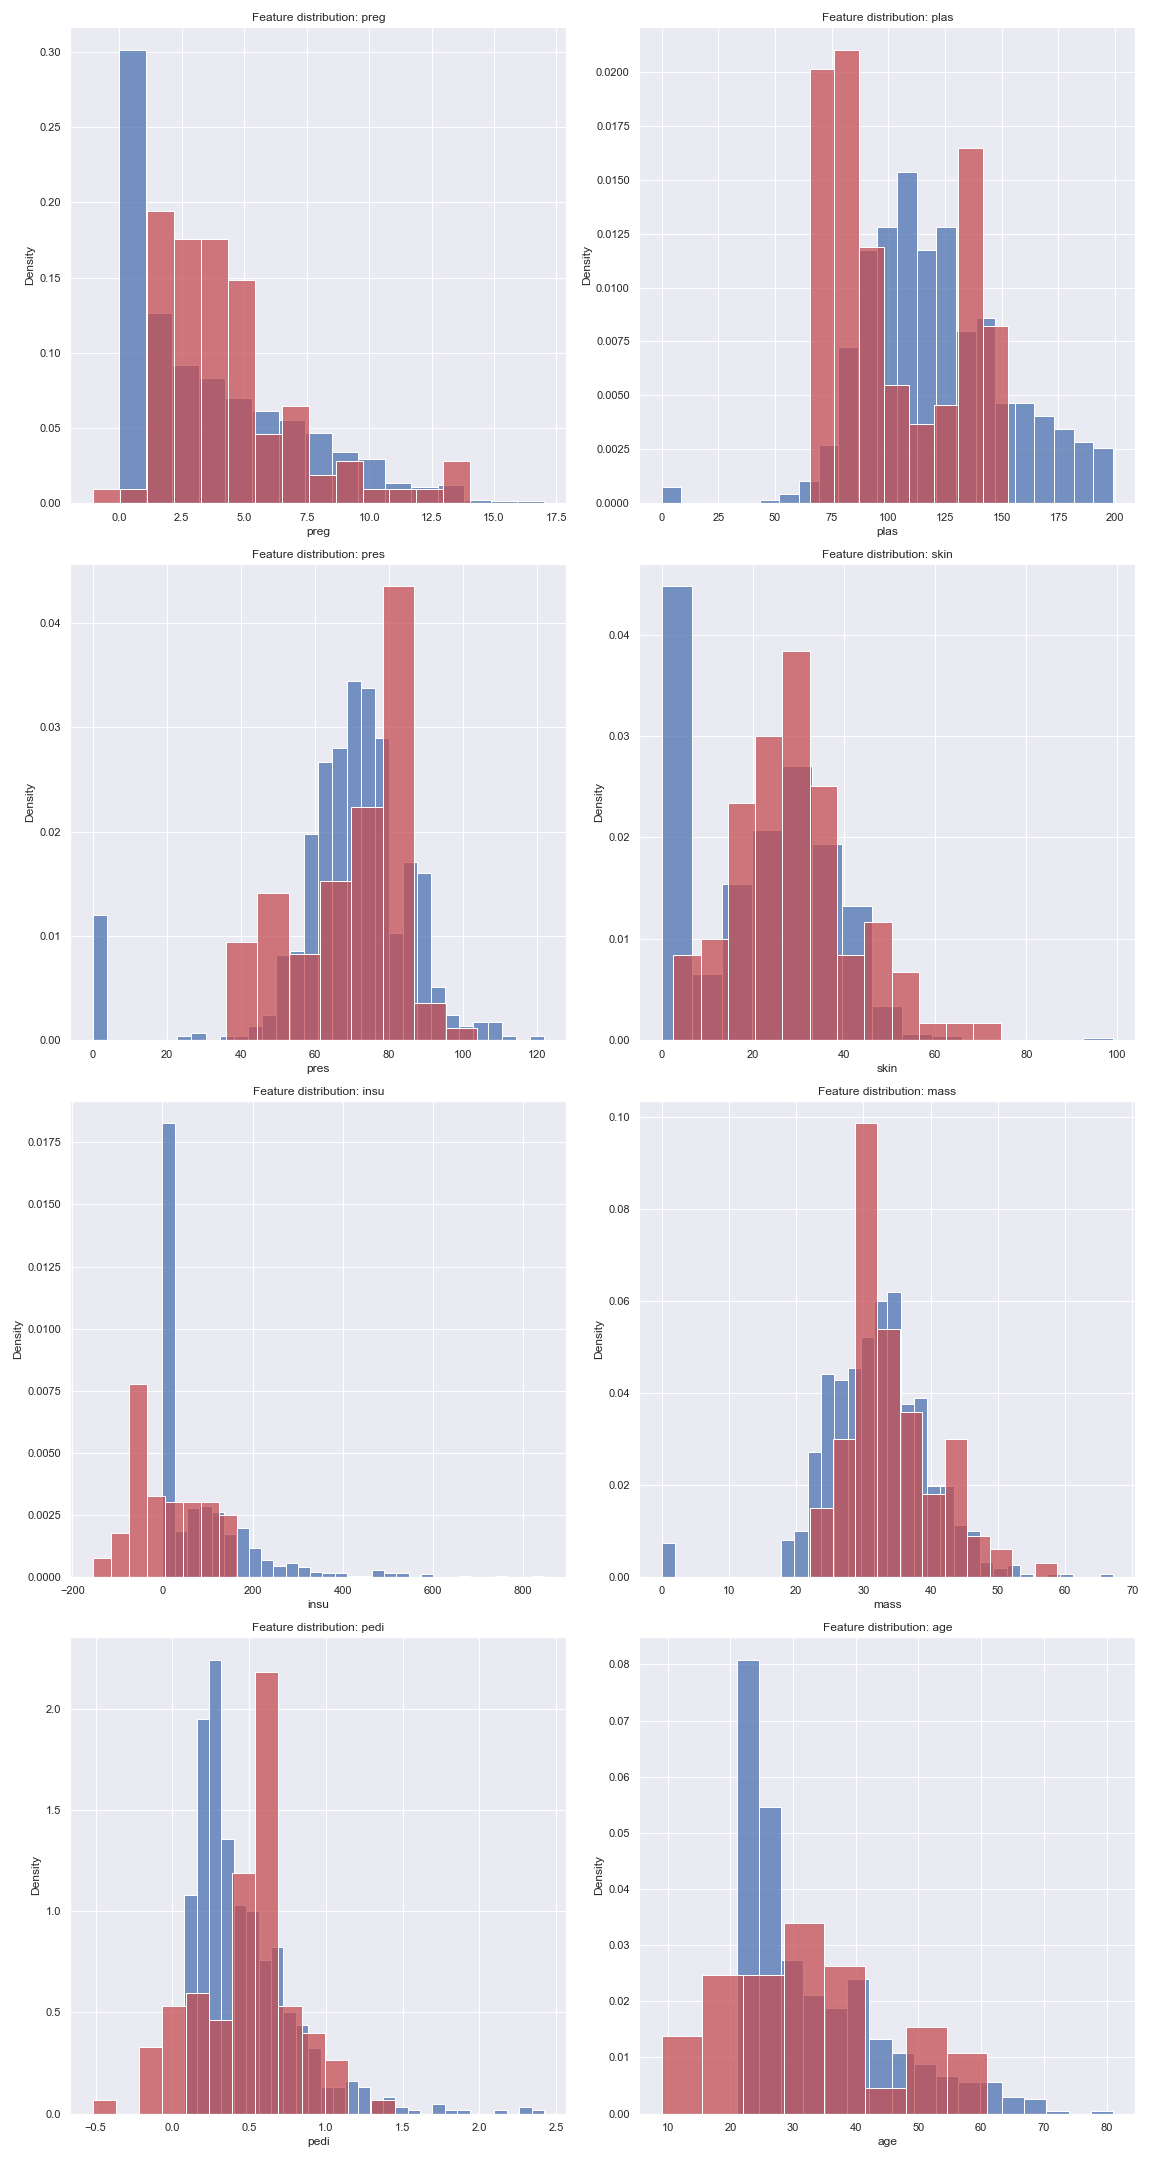 Feature distribution: preg
0.30
0.25
0.20
0.15
0.10
0.05
0.00
Density
0.0 2.5 5.0 7.5 10.0 12.5 15.0 17.5
preg
Feature distribution: plas
0.0200
0.0175
0.0150
0.0125
0.0100
0.0075
0.0050
0.0025
0.0000
Density
0 25 50 75 100 125 150 175 200
plas
Feature distribution: pres
0.04
0.03
0.02
0.01
0.00
Density
0 20 40 60 80 100 120
pres
Feature distribution: skin
0.04
0.03
0.02
0.01
0.00
Density
0 20 40 60 80 100
skin
Feature distribution: insu
0.0175
0.0150
0.0125
0.0100
0.0075
0.0050
0.0025
0.0000
Density
−200 0 200 400 600 800
insu
Feature distribution: mass
0.10
0.08
0.06
0.04
0.02
0.00
Density
0 10 20 30 40 50 60 70
mass
Feature distribution: pedi
2.0
1.5
1.0
0.5
0.0
Density
−0.5 0.0 0.5 1.0 1.5 2.0 2.5
pedi
Feature distribution: age
0.08
0.07
0.06
0.05
0.04
0.03
0.02
0.01
0.00
Density
10 20 30 40 50 60 70 80
age